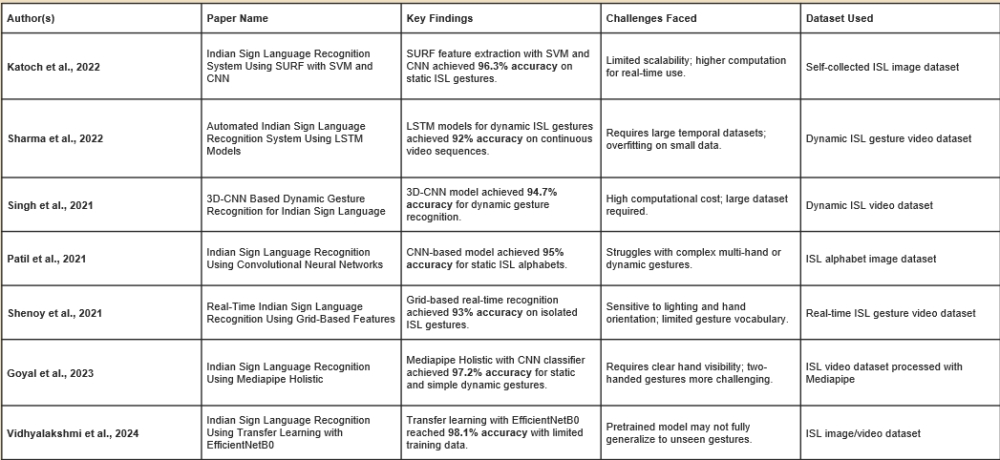 Author(s) Paper Name Key Findings Challenges Faced Dataset Used
Katoch et al., 2022
Indian Sign Language Recognition
System Using SURF with SVM and
CNN
SURF feature extraction with SVM and
CNN achieved 96.3% accuracy on
static ISL gestures.
Limited scalability; higher computation
for real-time use.
Self-collected ISL image dataset
Sharma et al., 2022
Automated Indian Sign Language
Recognition System Using LSTM
Models
LSTM models for dynamic ISL gestures
achieved 92% accuracy on continuous
video sequences.
Requires large temporal datasets;
overfitting on small data.
Dynamic ISL gesture video dataset
Singh et al., 2021
3D-CNN Based Dynamic Gesture
Recognition for Indian Sign Language
3D-CNN model achieved 94.7%
accuracy for dynamic gesture
recognition.
High computational cost; large dataset
required.
Dynamic ISL video dataset
Patil et al., 2021
Indian Sign Language Recognition
Using Convolutional Neural Networks
CNN-based model achieved 95%
accuracy for static ISL alphabets.
Struggles with complex multi-hand or
dynamic gestures.
ISL alphabet image dataset
Shenoy et al., 2021
Real-Time Indian Sign Language
Recognition Using Grid-Based Features
Grid-based real-time recognition
achieved 93% accuracy on isolated
ISL gestures.
Sensitive to lighting and hand
orientation; limited gesture vocabulary.
Real-time ISL gesture video dataset
Goyal et al., 2023
Indian Sign Language Recognition
Using Mediapipe Holistic
Mediapipe Holistic with CNN classifier
achieved 97.2% accuracy for static
and simple dynamic gestures.
Requires clear hand visibility; two-
handed gestures more challenging.
ISL video dataset processed with
Mediapipe
Vidhyalakshmi et al., 2024
Indian Sign Language Recognition
Using Transfer Learning with
EfficientNetB0
Transfer learning with EfficientNetB0
reached 98.1% accuracy with limited
training data.
Pretrained model may not fully
generalize to unseen gestures.
ISL image/video dataset